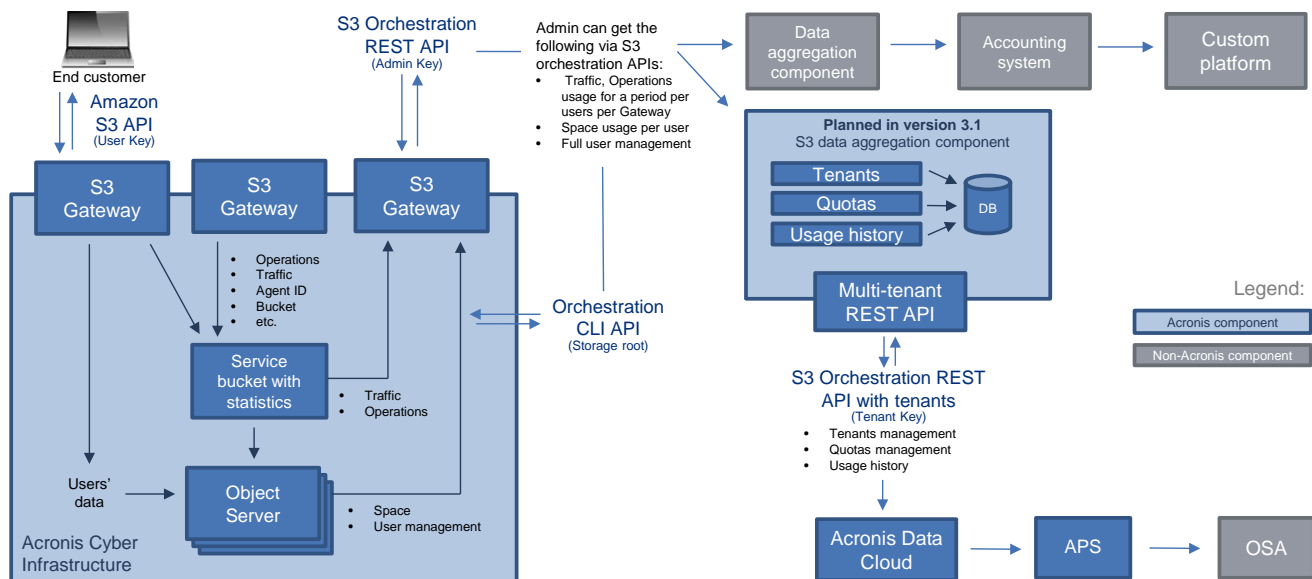 End customer
Amazon
S3 API
(User Key)
S3 Orchestration
REST API
(Admin Key)
Admin can get the
following via S3
orchestration APIs:
• Traffic, Operations
usage for a period per
users per Gateway
• Space usage per user
• Full user management
Data
aggregation
component
Accounting
system
Custom
platform
Planned in version 3.1
S3 data aggregation component
Tenants
Quotas
Usage history
DB
Multi-tenant
REST API
Legend:
Acronis component
Non-Acronis component
S3
Gateway
S3
Gateway
S3
Gateway
• Operations
• Traffic
• Agent ID
• Bucket
• etc.
Orchestration
CLI API
(Storage root)
Service
bucket with
statistics
• Traffic
• Operations
S3 Orchestration REST
API with tenants
(Tenant Key)
• Tenants management
• Quotas management
• Usage history
Users'
data
Object
Server
• Space
• User management
Acronis Cyber
Infrastructure
Acronis Data
Cloud
APS
OSA